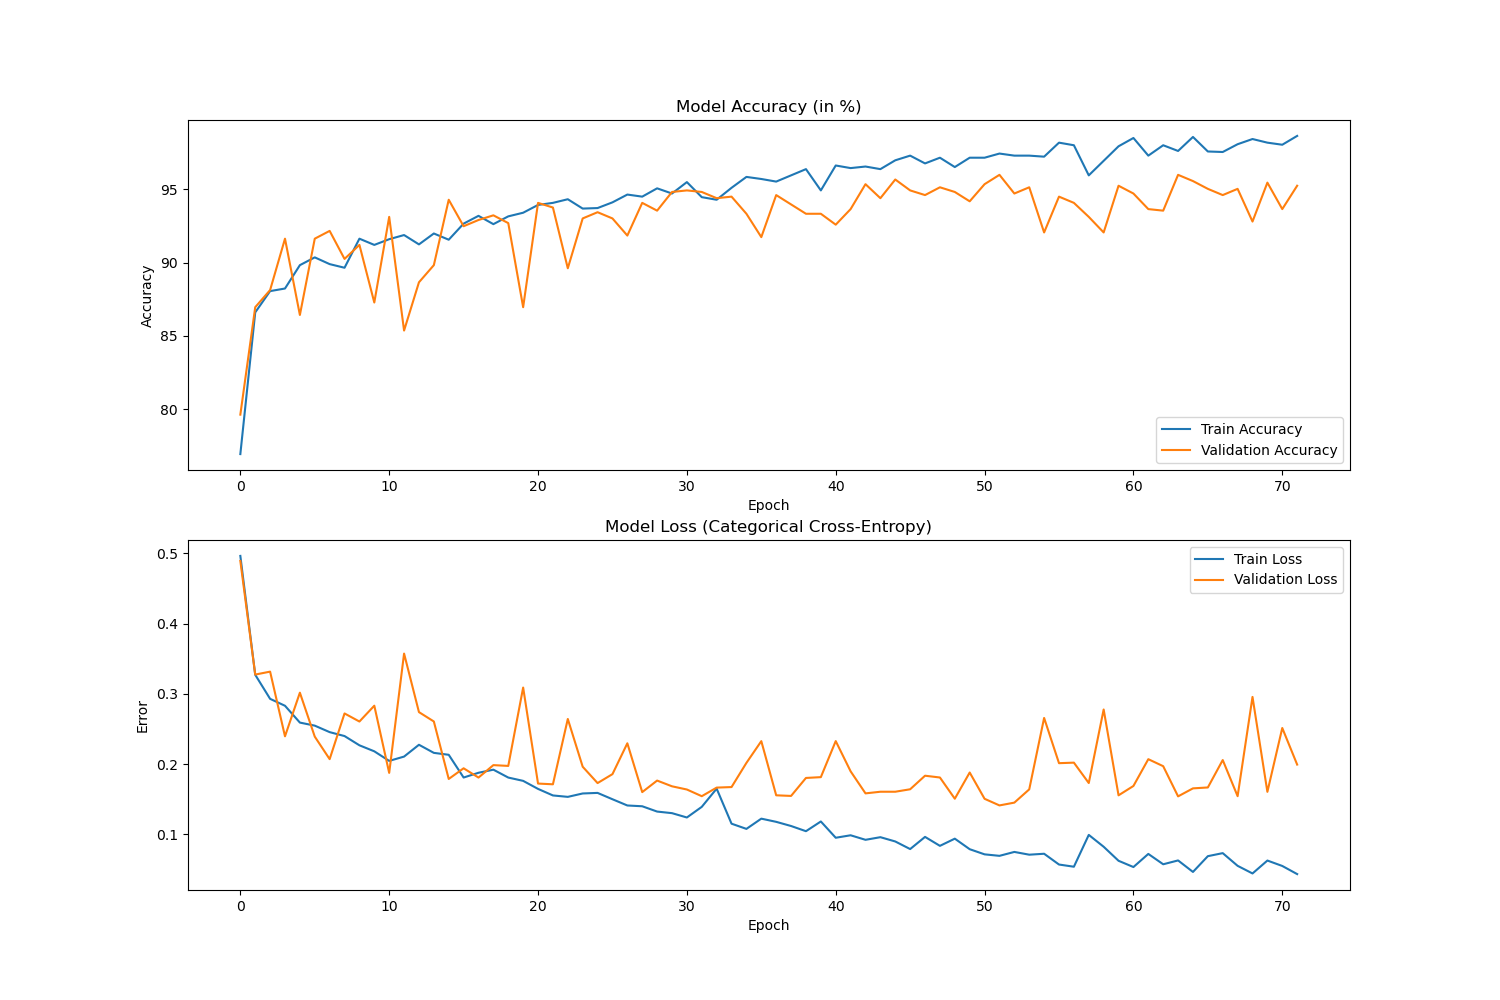 Model Accuracy (in %)
Accuracy
95
90
85
80
Train Accuracy
Validation Accuracy
0 10 20 30 40 50 60 70
Epoch
Model Loss (Categorical Cross-Entropy)
Error
0.5
0.4
0.3
0.2
0.1
Train Loss
Validation Loss
0 10 20 30 40 50 60 70
Epoch